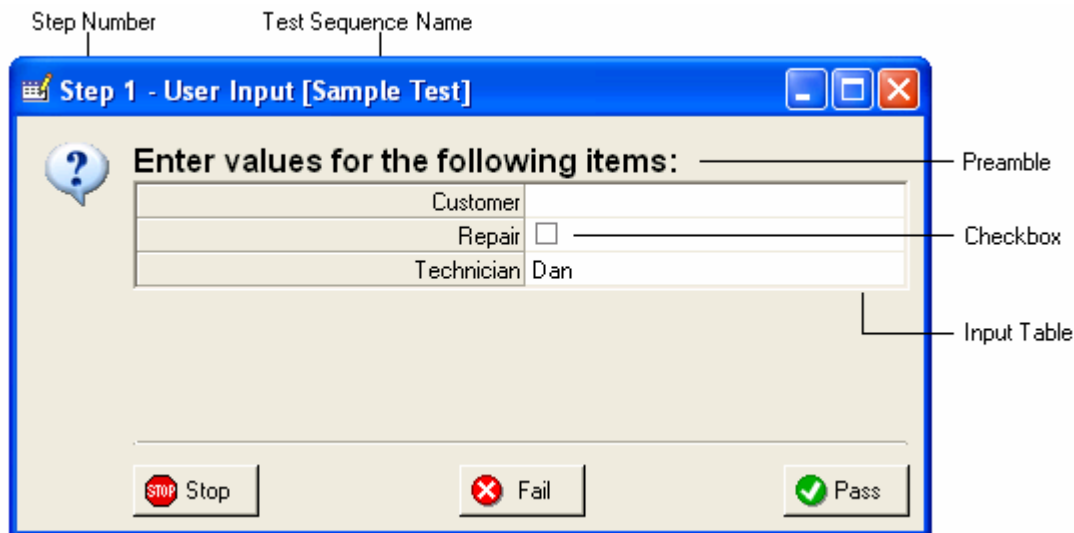 Step Number Test Sequence Name
Step 1 - User Input [Sample Test]
Enter values for the following items: Preamble
Customer
Repair Checkbox
Technician Dan
Input Table
STOP Stop Fail Pass